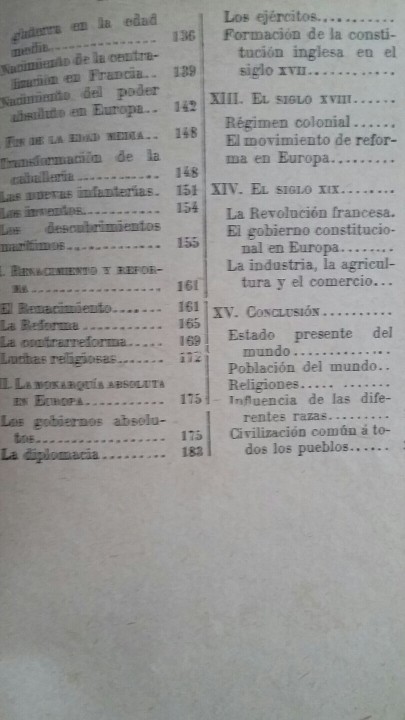 glaterra en la edad
media.................... 136
Nacimiento de la centra-
lización en Francia.. 139
Nacimiento del poder
absoluto en Europa.. 142
FIN DE LA EDAD MEDIA.. 148
Transformación de la
caballería ............. 148
Las nuevas infanterías. 151
Los inventos........... 154
Los descubrimientos
marítimos............. 155
I. RENACIMIENTO Y REFOR-
MA .................... 161
El Renacimiento....... 161
La Reforma............ 165
La contrarreforma..... 169
Luchas religiosas....... 172
II. LA MONARQUÍA ABSOLUTA
EN EUROPA............. 175
Los gobiernos absolu-
tos.................... 175
La diplomacia ......... 183
Los ejércitos...........
Formación de la consti-
tución inglesa en el
siglo XVII............
XIII. EL SIGLO XVIII......
Régimen colonial ......
El movimiento de refor-
ma en Europa.........
XIV. EL SIGLO XIX........
La Revolución francesa.
El gobierno constitucio-
nal en Europa........
La industria, la agricul-
tura y el comercio...
XV. CONCLUSIÓN..........
Estado presente del
mundo..............
Población del mundo..
Religiones..............
Influencia de las dife-
rentes razas.........
Civilización común á to-
dos los pueblos......